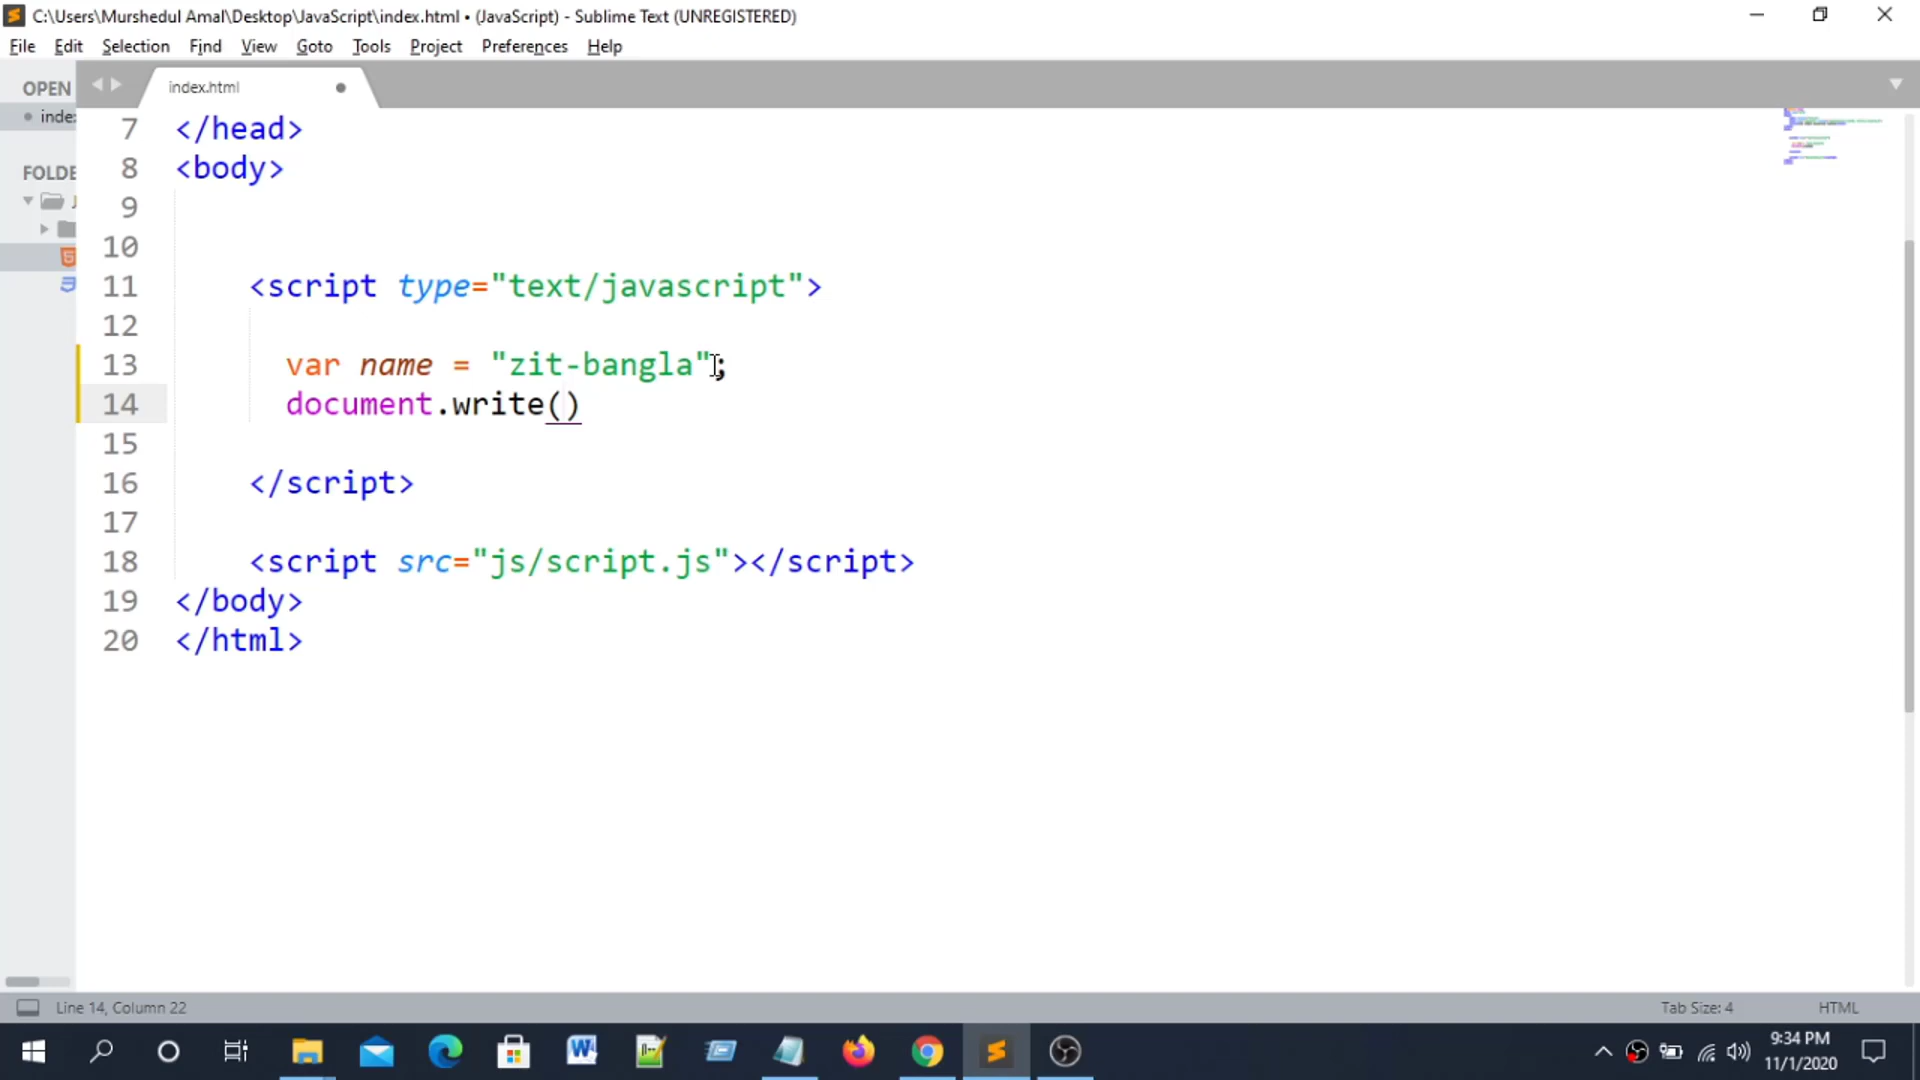 C:\Users\Murshedul Amal\Desktop\JavaScript\index.html • (JavaScript) - Sublime Text (UNREGISTERED)
File Edit Selection Find View Goto Tools Project Preferences Help
OPEN
index.html
inde
FOLDE
J
7 </head>
8 <body>
9
10
11 <script type="text/javascript">
12
13 var name = "zit-bangla";
14 document.write()
15
16 </script>
17
18 <script src="js/script.js"></script>
19 </body>
20 </html>
Line 14, Column 22
Tab Size: 4
HTML
9:34 PM
11/1/2020